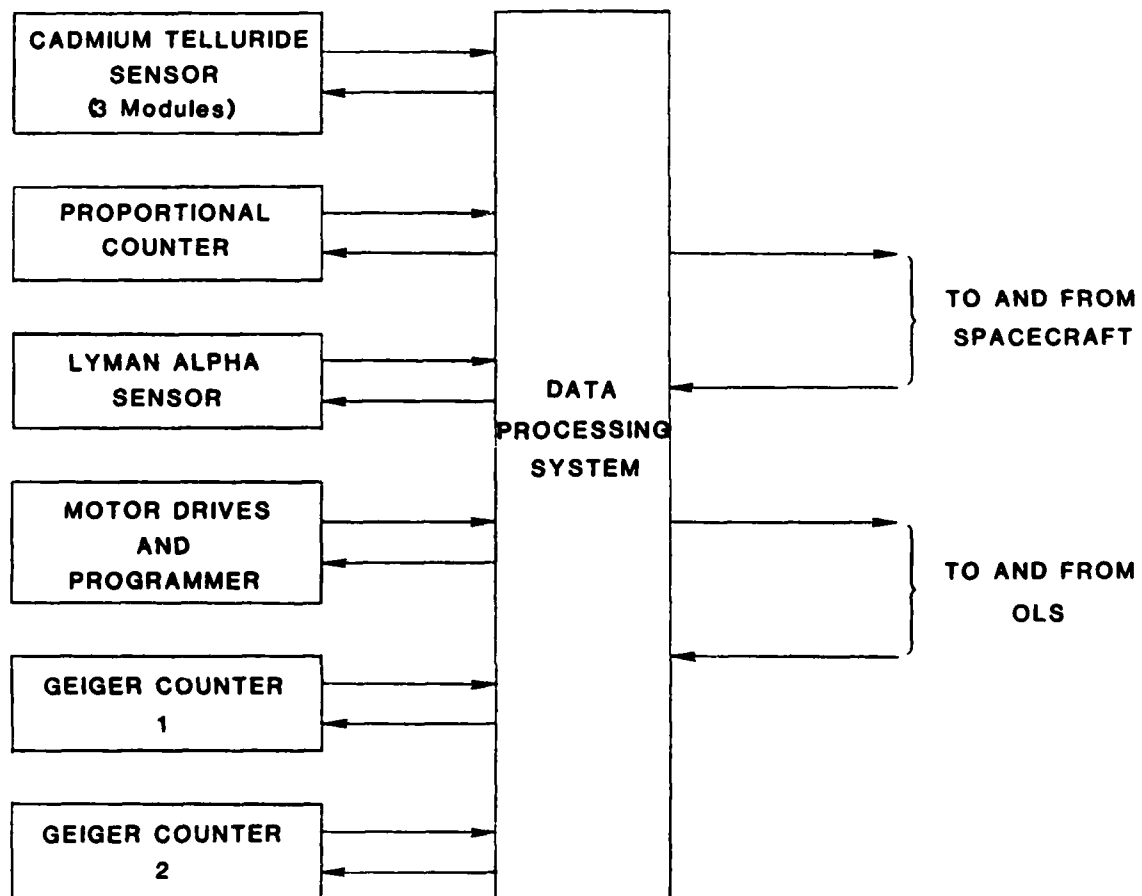 CADMIUM TELLURIDE
SENSOR
(3 Modules)
PROPORTIONAL
COUNTER
LYMAN ALPHA
SENSOR
MOTOR DRIVES
AND
PROGRAMMER
GEIGER COUNTER
1
GEIGER COUNTER
2
DATA
PROCESSING
SYSTEM
TO AND FROM
SPACECRAFT
TO AND FROM
OLS